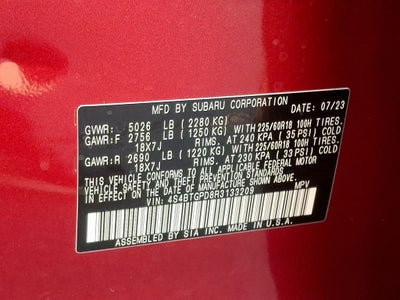 MFD BY SUBARU CORPORATION DATE: 07/23
GVWR: 5026 LB (2280 KG)
GAWR:F 2756 LB (1250 KG) WITH 225/60R18 100H TIRES.
18X7J RIMS. AT 240 KPA ( 35 PSI) COLD
GAWR:R 2690 LB (1220 KG) WITH 225/60R18 100H TIRES.
18X7J RIMS. AT 230 KPA ( 33 PSI) COLD
THIS VEHICLE CONFORMS TO ALL APPLICABLE FEDERAL MOTOR
VEHICLE SAFETY STANDARDS IN EFFECT ON THE
DATE OF MANUFACTURE SHOWN ABOVE.
VIN: 4S4BTGPD8R3133209 MPV
ASSEMBLED BY SIA INC. MADE IN U.S.A.